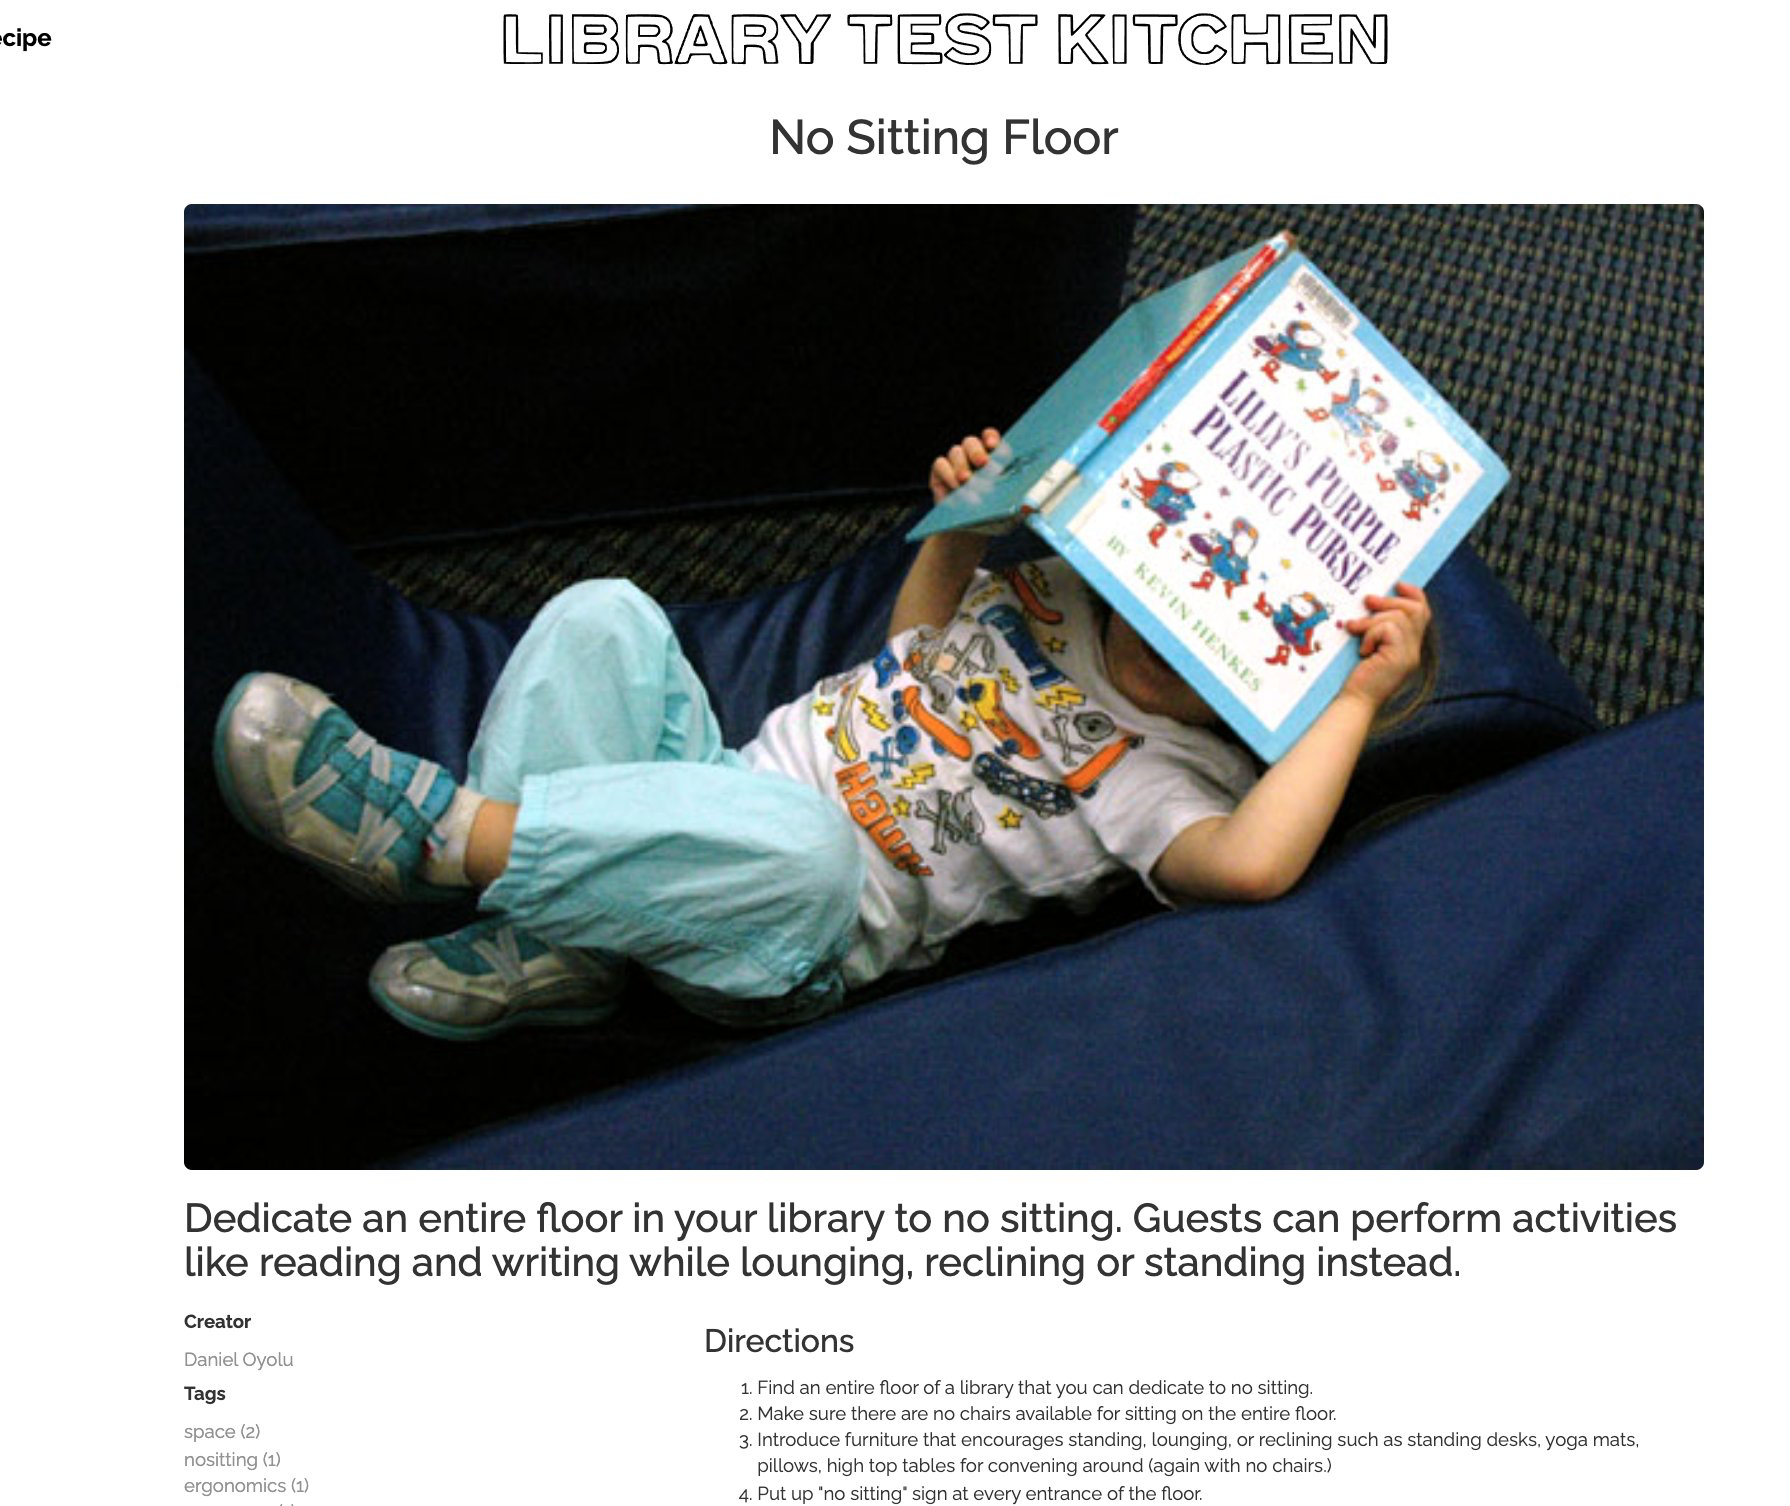 ecipe
LIBRARY TEST KITCHEN
No Sitting Floor
LILLY'S PURPLE
PLASTIC PURSE
BY KEVIN HENKES
Dedicate an entire floor in your library to no sitting. Guests can perform activities
like reading and writing while lounging, reclining or standing instead.
Creator
Daniel Oyolu
Tags
space (2)
nositting (1)
ergonomics (1)
Directions
1. Find an entire floor of a library that you can dedicate to no sitting.
2. Make sure there are no chairs available for sitting on the entire floor.
3. Introduce furniture that encourages standing, lounging, or reclining such as standing desks, yoga mats,
pillows, high top tables for convening around (again with no chairs.)
4. Put up "no sitting" sign at every entrance of the floor.